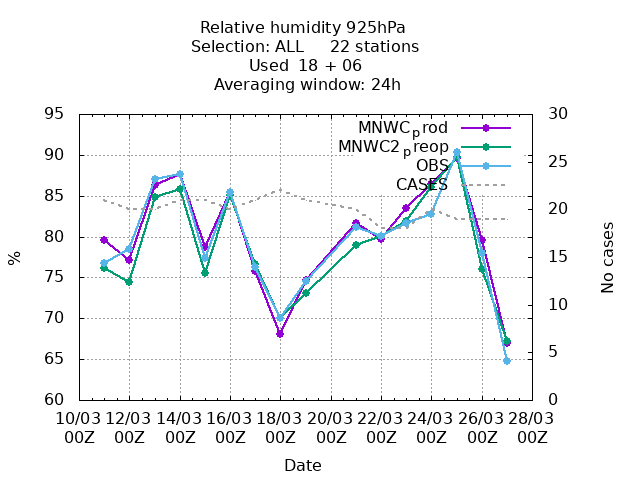 Relative humidity 925hPa
Selection: ALL     22 stations
Used  18 + 06
Averaging window: 24h
95
90
85
80
75
70
65
60
30
25
20
15
10
5
0
MNWC_prod
MNWC2_preop
OBS
CASES
%
No cases
10/03 12/03 14/03 16/03 18/03 20/03 22/03 24/03 26/03 28/03
00Z 00Z 00Z 00Z 00Z 00Z 00Z 00Z 00Z 00Z
Date